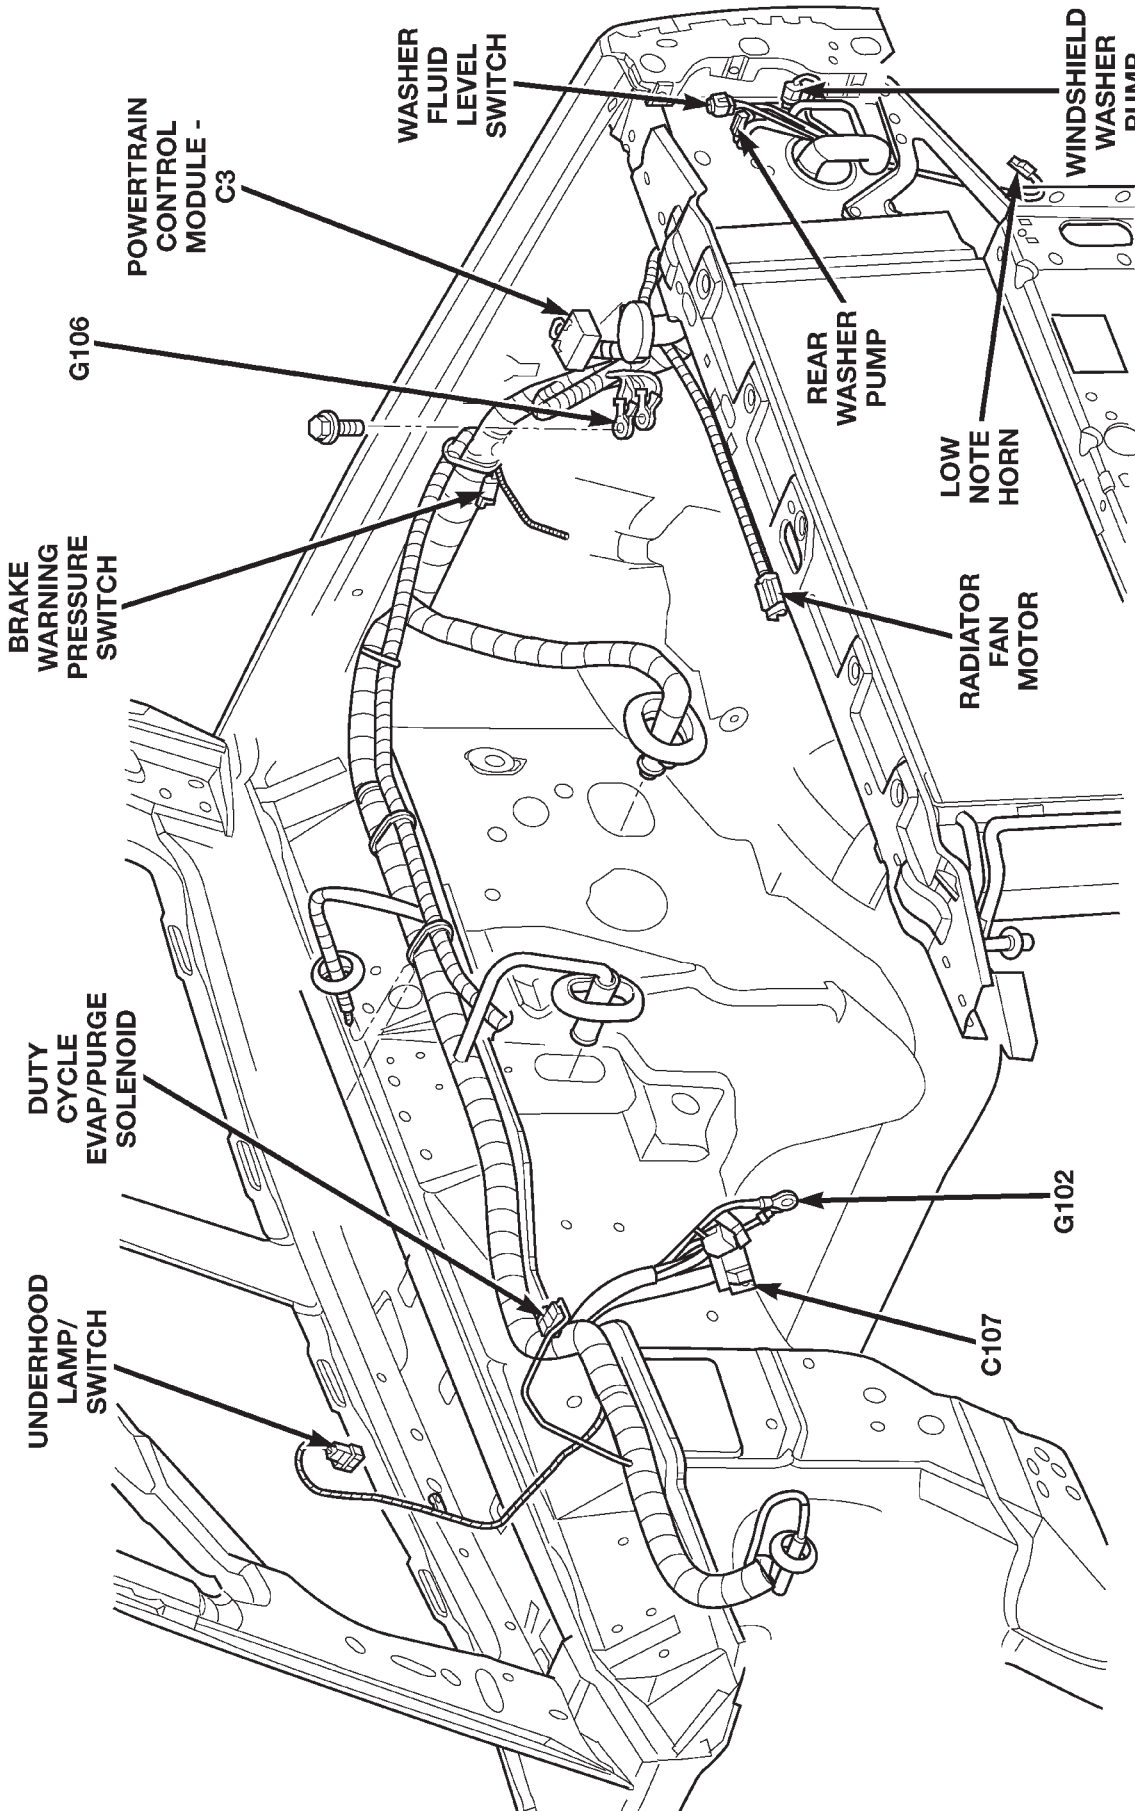 UNDERHOOD
LAMP/
SWITCH
DUTY
CYCLE
EVAP/PURGE
SOLENOID
BRAKE
WARNING
PRESSURE
SWITCH
G106
POWERTRAIN
CONTROL
MODULE -
C3
WASHER
FLUID
LEVEL
SWITCH
C107
G102
RADIATOR
FAN
MOTOR
REAR
WASHER
PUMP
LOW
NOTE
HORN
WINDSHIELD
WASHER
PUMP